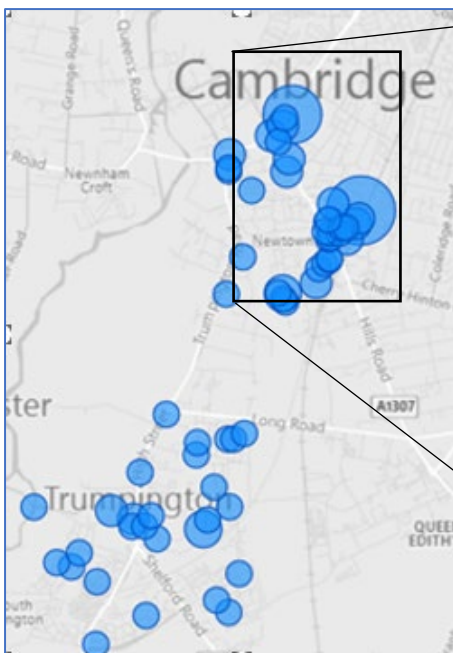 Grange Road
Queen's Road
Cambridge
Road
Newnham
Croft
Newtown
Coleridge Road
Cherry Hinton
Hills Road
ster
A1307
Long Road
Trumpington
QUEE
EDITH
Shelford Road
outh
ngton